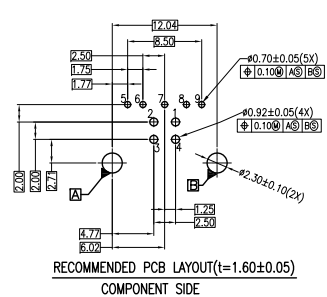 12.04
8.50
2.50
1.75
1.77
ø0.70±0.05(5X)
⌖ 0.10Ⓜ AⓈ BⓈ
5 6 7 8 9
ø0.92±0.05(4X)
⌖ 0.10Ⓜ AⓈ BⓈ
2 1
3 4
2.00
2.00
2.71
A
B
ø2.30±0.10(2X)
1.25
4.77
2.50
6.02
RECOMMENDED PCB LAYOUT(t=1.60±0.05)
COMPONENT SIDE